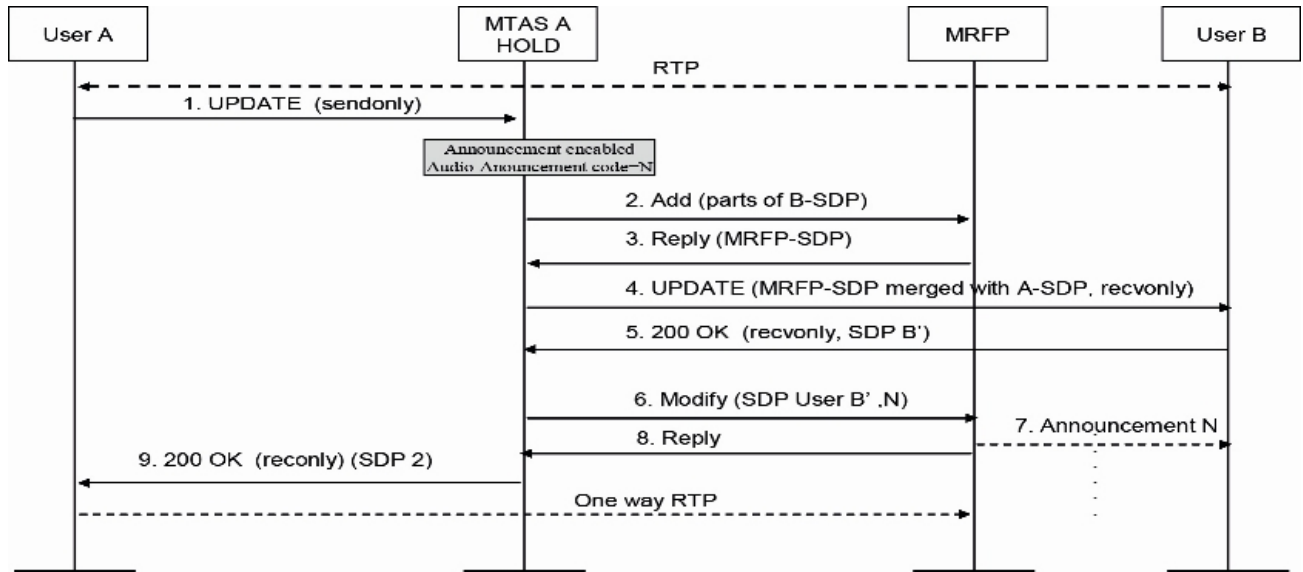 User A
MTAS A
HOLD
MRFP
User B
RTP
1. UPDATE (sendonly)
Announcement encabled
Audio Anouncement code=N
2. Add (parts of B-SDP)
3. Reply (MRFP-SDP)
4. UPDATE (MRFP-SDP merged with A-SDP, recvonly)
5. 200 OK (recvonly, SDP B')
6. Modify (SDP User B' ,N)
7. Announcement N
8. Reply
9. 200 OK (reconly) (SDP 2)
One way RTP